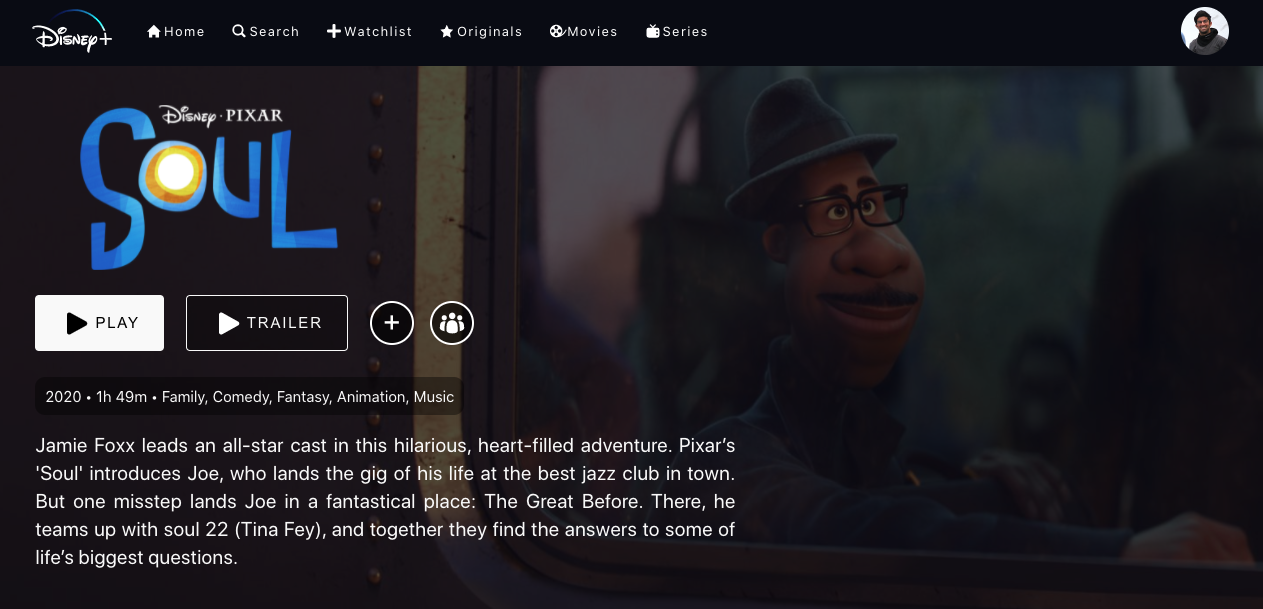 Disney+
Home Search Watchlist Originals Movies Series
Disney · PIXAR
SOUL
PLAY TRAILER
2020 • 1h 49m • Family, Comedy, Fantasy, Animation, Music
Jamie Foxx leads an all-star cast in this hilarious, heart-filled adventure. Pixar’s
'Soul' introduces Joe, who lands the gig of his life at the best jazz club in town.
But one misstep lands Joe in a fantastical place: The Great Before. There, he
teams up with soul 22 (Tina Fey), and together they find the answers to some of
life’s biggest questions.